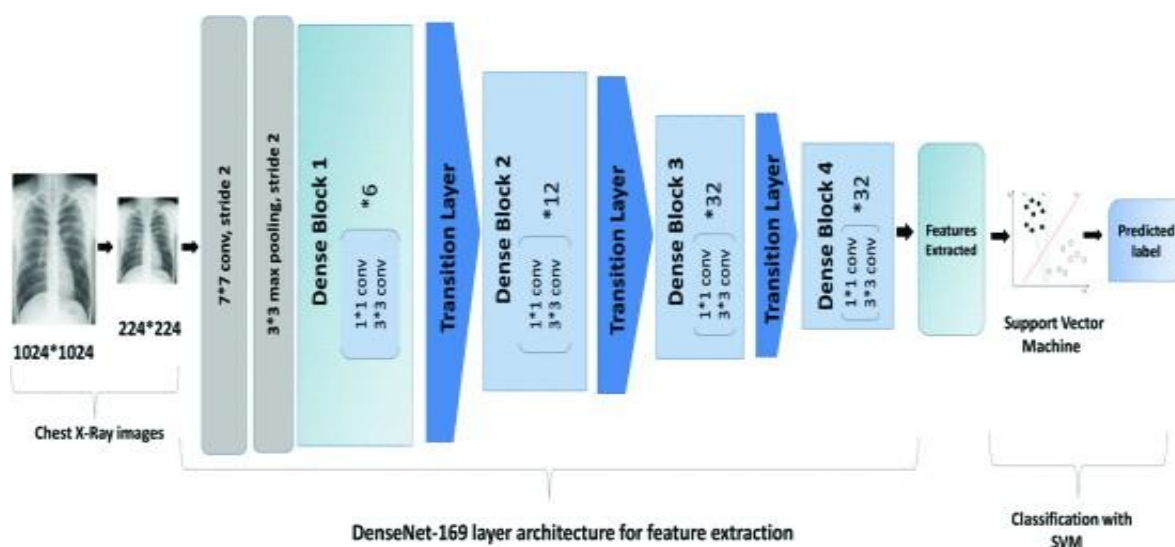 1024*1024
224*224
Chest X-Ray images
7*7 conv, stride 2
3*3 max pooling, stride 2
Dense Block 1
1*1 conv
3*3 conv
*6
Transition Layer
Dense Block 2
1*1 conv
3*3 conv
*12
Transition Layer
Dense Block 3
1*1 conv
3*3 conv
*32
Transition Layer
Dense Block 4
1*1 conv
3*3 conv
*32
Features
Extracted
Support Vector
Machine
Predicted
label
DenseNet-169 layer architecture for feature extraction
Classification with
SVM